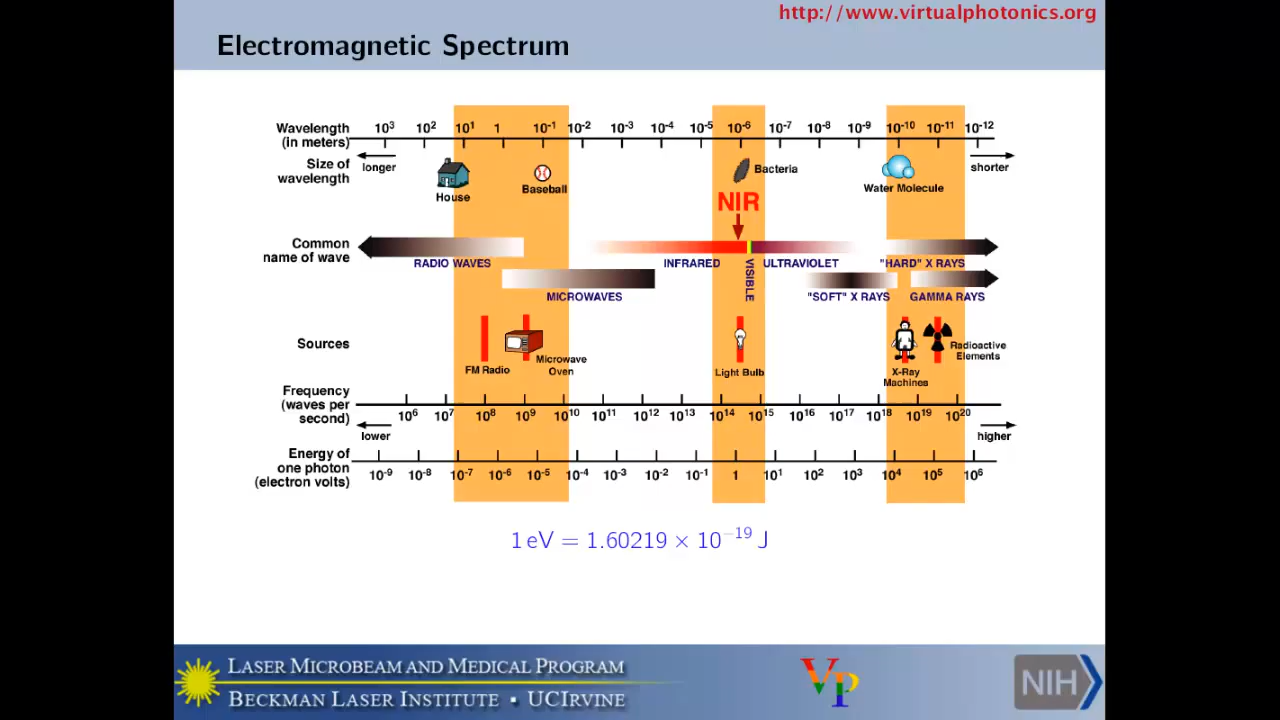 http://www.virtualphotonics.org
Electromagnetic Spectrum
Wavelength (in meters) 10³ 10² 10¹ 1 10⁻¹ 10⁻² 10⁻³ 10⁻⁴ 10⁻⁵ 10⁻⁶ 10⁻⁷ 10⁻⁸ 10⁻⁹ 10⁻¹⁰ 10⁻¹¹ 10⁻¹²
Size of wavelength
longer
House
Baseball
Bacteria
Water Molecule
shorter
NIR
Common name of wave
RADIO WAVES
INFRARED
VISIBLE
ULTRAVIOLET
"HARD" X RAYS
MICROWAVES
"SOFT" X RAYS
GAMMA RAYS
Sources
FM Radio
Microwave Oven
Light Bulb
X-Ray Machines
Radioactive Elements
Frequency (waves per second) 10⁶ 10⁷ 10⁸ 10⁹ 10¹⁰ 10¹¹ 10¹² 10¹³ 10¹⁴ 10¹⁵ 10¹⁶ 10¹⁷ 10¹⁸ 10¹⁹ 10²⁰
lower
higher
Energy of one photon (electron volts) 10⁻⁹ 10⁻⁸ 10⁻⁷ 10⁻⁶ 10⁻⁵ 10⁻⁴ 10⁻³ 10⁻² 10⁻¹ 1 10¹ 10² 10³ 10⁴ 10⁵ 10⁶
1 eV = 1.60219 × 10⁻¹⁹ J
LASER MICROBEAM AND MEDICAL PROGRAM
BECKMAN LASER INSTITUTE ▪ UCIRVINE
VP
NIH